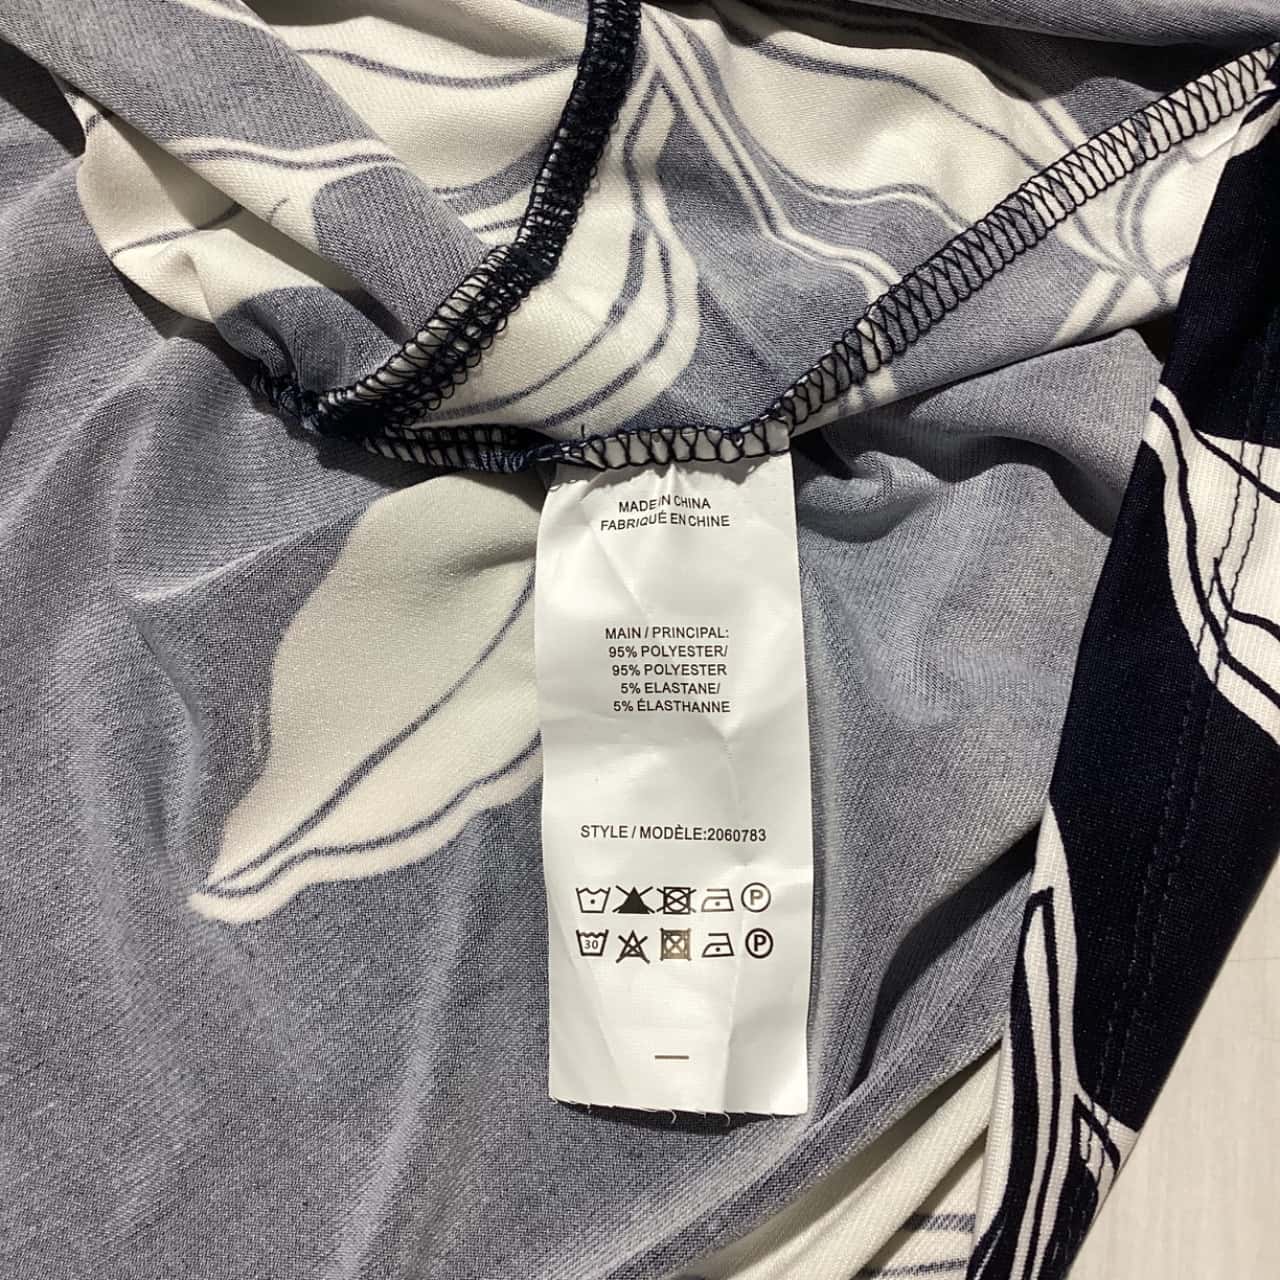 MADE IN CHINA
FABRIQUÉ EN CHINE
MAIN / PRINCIPAL:
95% POLYESTER/
95% POLYESTER
5% ELASTANE/
5% ÉLASTHANNE
STYLE / MODÈLE:2060783
P
30 P